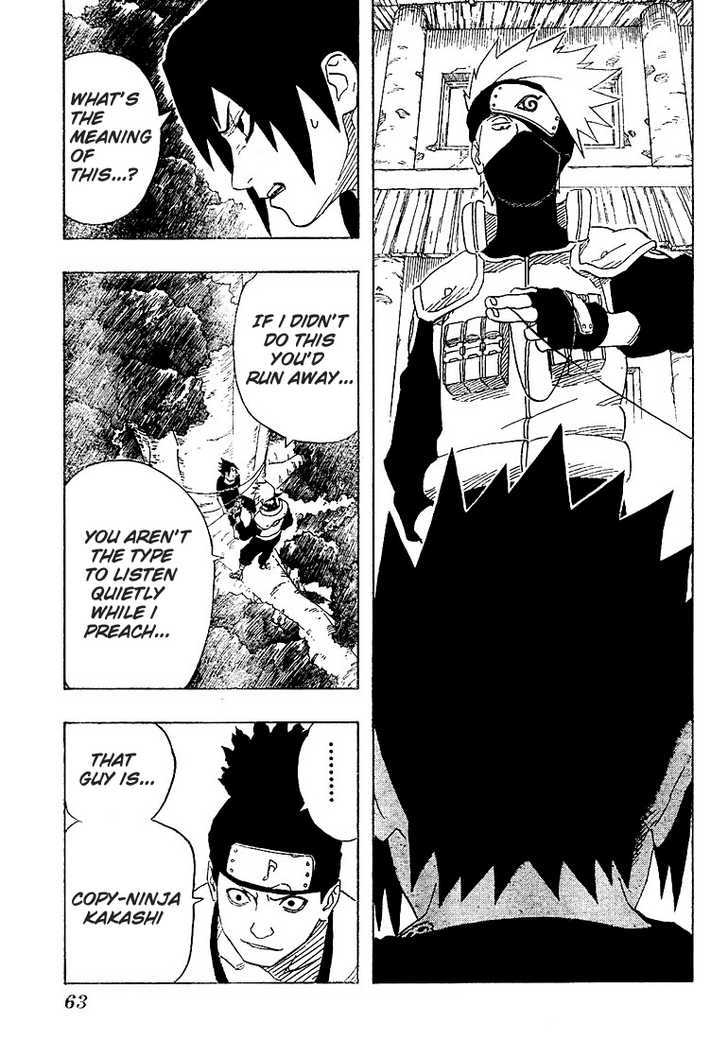 WHAT'S
THE
MEANING
OF
THIS...?
IF I DIDN'T
DO THIS
YOU'D
RUN AWAY...
YOU AREN'T
THE TYPE
TO LISTEN
QUIETLY
WHILE I
PREACH...
.........
THAT
GUY IS...
COPY-NINJA
KAKASHI
63